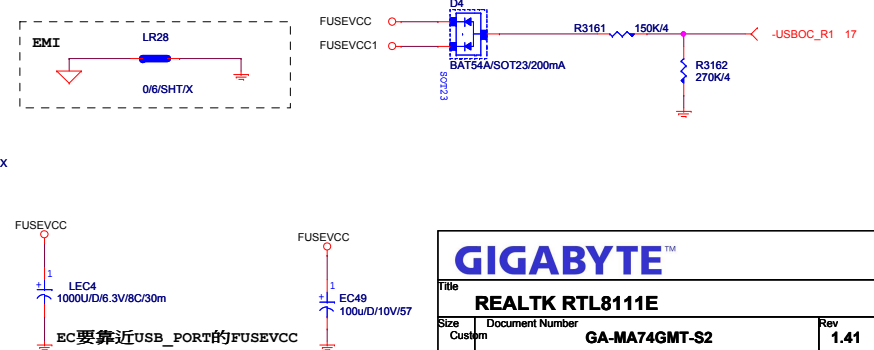 D4
FUSEVCC
FUSEVCC1
R3161
150K/4
-USBOC_R1 17
EMI
LR28
R3162
270K/4
BAT54A/SOT23/200mA
SOT23
0/6/SHT/X
X
FUSEVCC
FUSEVCC
1
+
LEC4
1000U/D/6.3V/8C/30m
1
+
EC49
100u/D/10V/57
EC要靠近USB_PORT的FUSEVCC
GIGABYTE™
Title
REALTK RTL8111E
Size
Custom
Document Number
GA-MA74GMT-S2
Rev
1.41